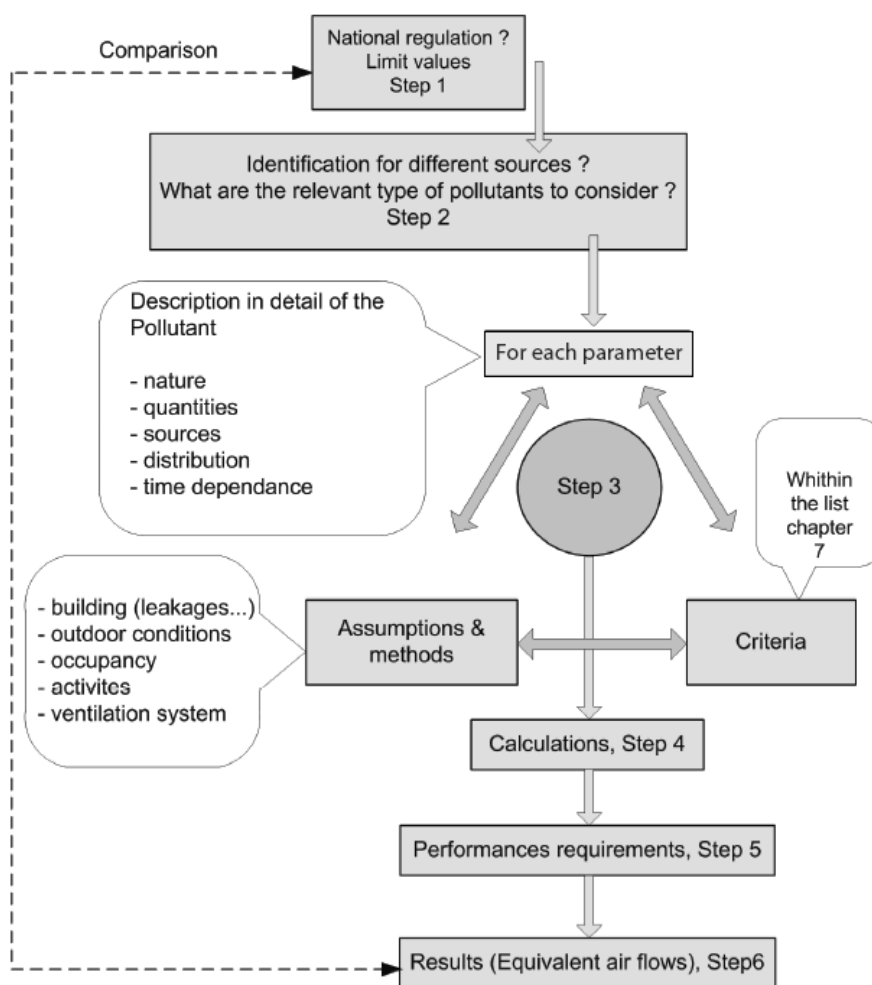 Comparison
National regulation ?
Limit values
Step 1
Identification for different sources ?
What are the relevant type of pollutants to consider ?
Step 2
Description in detail of the
Pollutant
- nature
- quantities
- sources
- distribution
- time dependance
For each parameter
Step 3
Whithin
the list
chapter
7
- building (leakages...)
- outdoor conditions
- occupancy
- activites
- ventilation system
Assumptions &
methods
Criteria
Calculations, Step 4
Performances requirements, Step 5
Results (Equivalent air flows), Step6